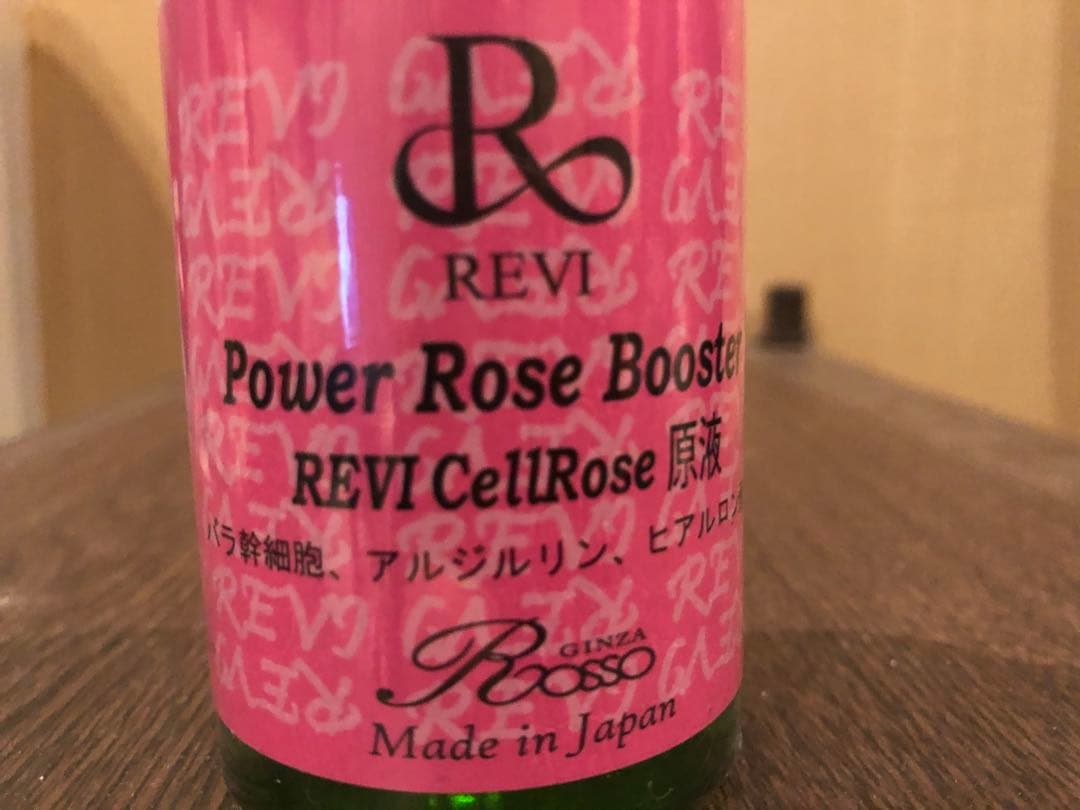 R
REVI
Power Rose Booster
REVI CellRose 原液
バラ幹細胞、アルジルリン、ヒアルロン
GINZA
Rosso
Made in Japan